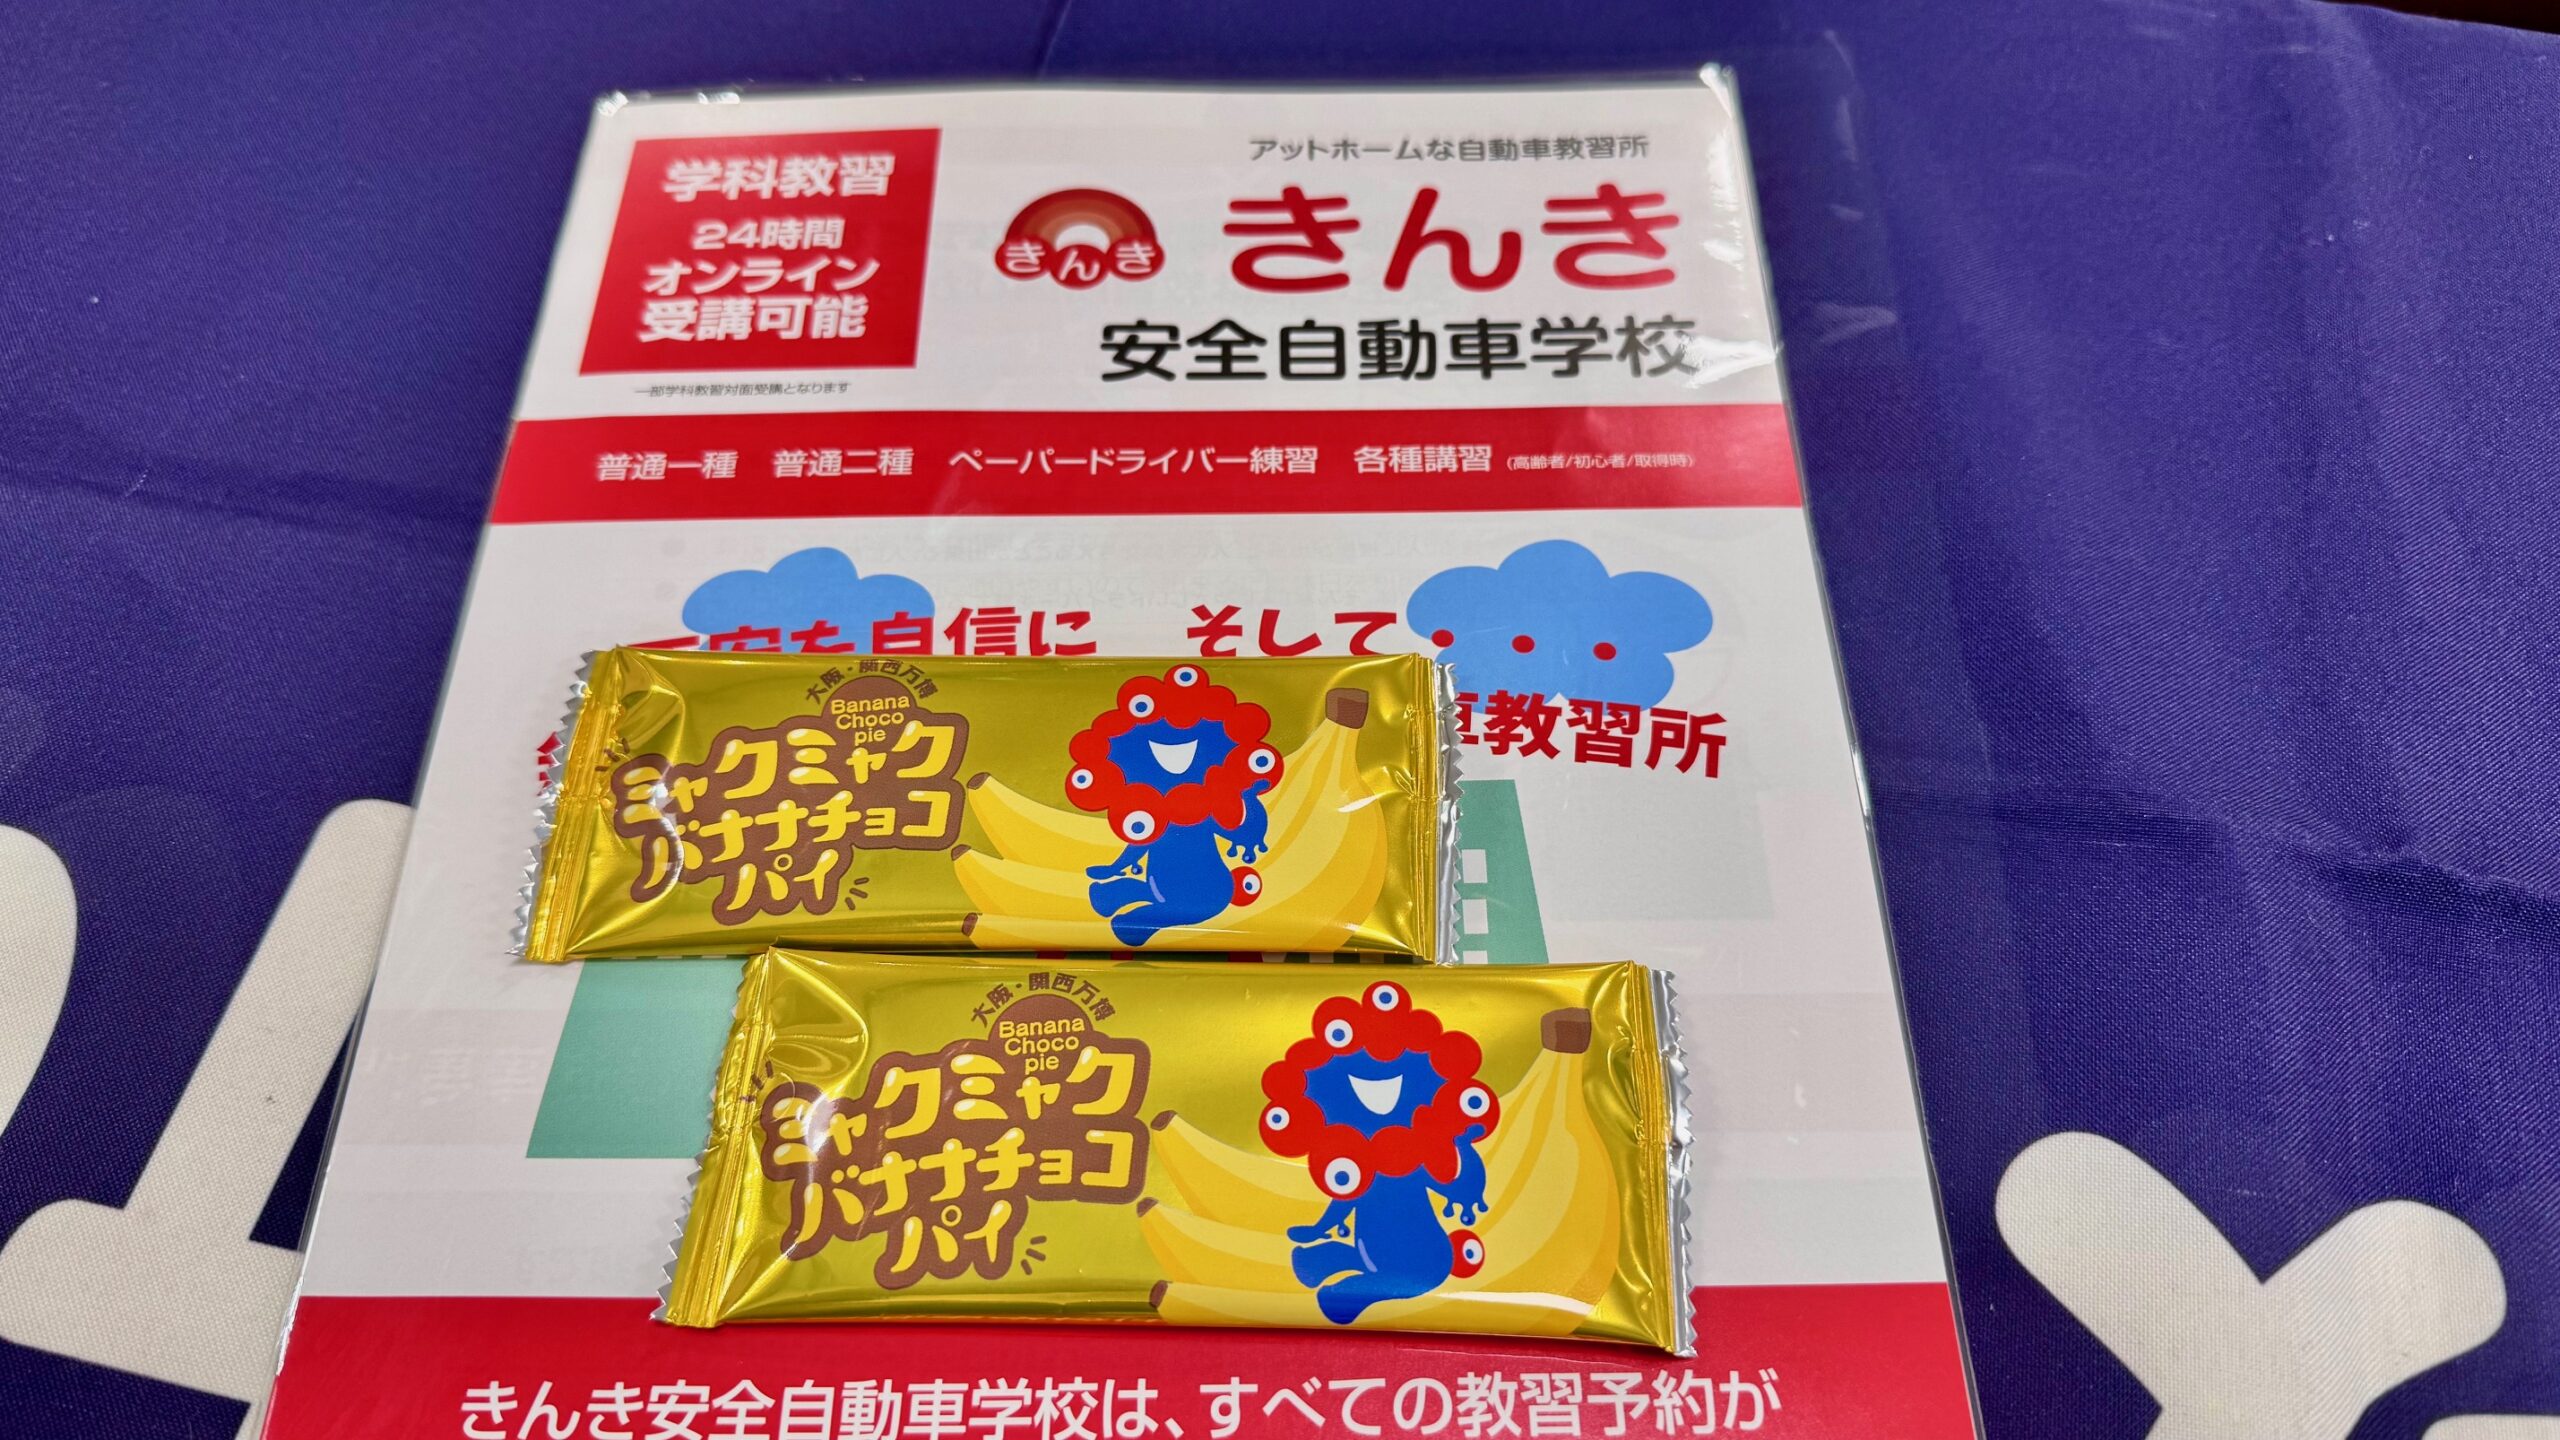 学科教習
24時間
オンライン
受講可能
一部学科教習対面受講となります
アットホームな自動車教習所
きんき
きんき
安全自動車学校
普通一種 普通二種 ペーパードライバー練習 各種講習 (高齢者/初心者/取得時)
不安を自信に そして・・・
車教習所
大阪・関西万博
Banana
Choco
pie
ミャクミャク
バナナチョコ
パイ
大阪・関西万博
Banana
Choco
pie
ミャクミャク
バナナチョコ
パイ
きんき安全自動車学校は、すべての教習予約が